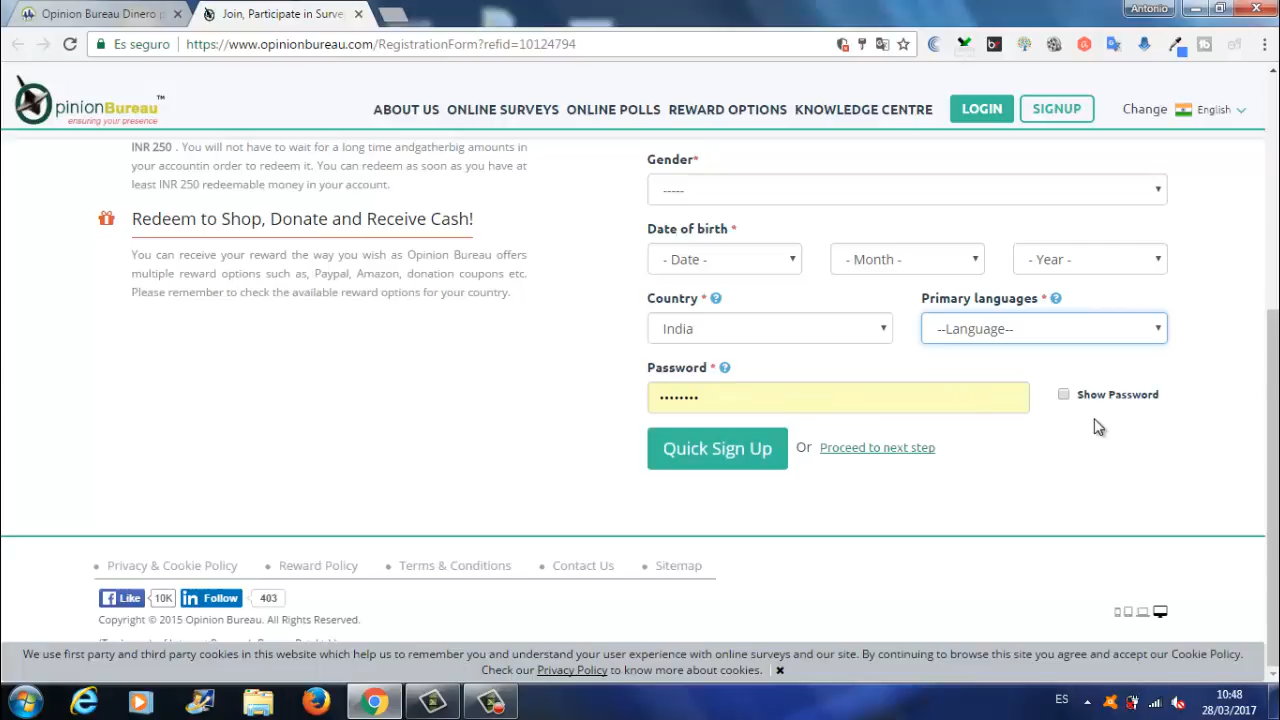 Opinion Bureau Dinero p
Join, Participate in Surve
Antonio
Es seguro
https://www.opinionbureau.com/RegistrationForm?refid=10124794
pinionBureau™
ensuring your presence
ABOUT US ONLINE SURVEYS ONLINE POLLS REWARD OPTIONS KNOWLEDGE CENTRE LOGIN SIGNUP Change English
INR 250 . You will not have to wait for a long time andgatherbig amounts in
your accountin order to redeem it. You can redeem as soon as you have at
least INR 250 redeemable money in your account.
Redeem to Shop, Donate and Receive Cash!
You can receive your reward the way you wish as Opinion Bureau offers
multiple reward options such as, Paypal, Amazon, donation coupons etc.
Please remember to check the available reward options for your country.
Gender*
-----
Date of birth *
- Date - - Month - - Year -
Country * ? Primary languages * ?
India --Language--
Password * ?
•••••••• Show Password
Quick Sign Up Or Proceed to next step
• Privacy & Cookie Policy • Reward Policy • Terms & Conditions • Contact Us • Sitemap
Like 10K in Follow 403
Copyright © 2015 Opinion Bureau. All Rights Reserved.
We use first party and third party cookies in this website which help us to remember you and understand your user experience with online surveys and our site. By continuing to browse this site you agree and accept our Cookie Policy.
Check our Privacy Policy to know more about cookies. ×
ES
10:48
28/03/2017